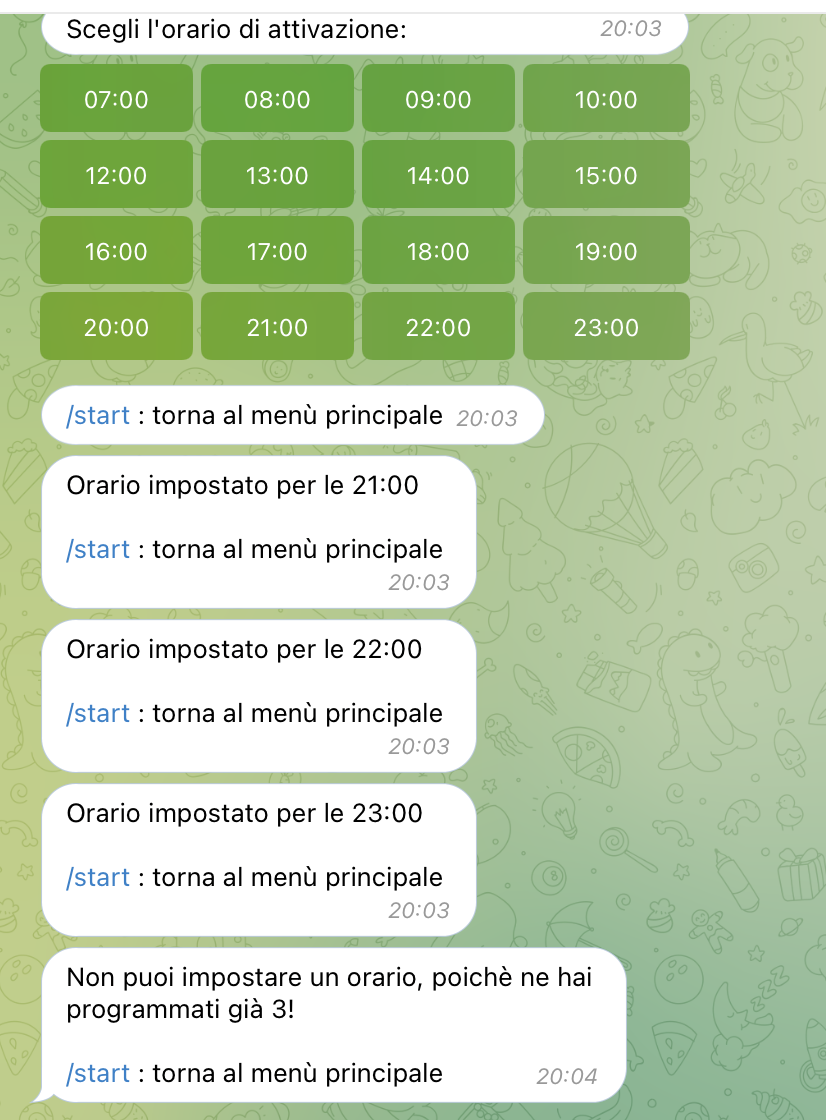 Scegli l'orario di attivazione: 20:03
07:00 08:00 09:00 10:00
12:00 13:00 14:00 15:00
16:00 17:00 18:00 19:00
20:00 21:00 22:00 23:00
/start : torna al menù principale 20:03
Orario impostato per le 21:00
/start : torna al menù principale
20:03
Orario impostato per le 22:00
/start : torna al menù principale
20:03
Orario impostato per le 23:00
/start : torna al menù principale
20:03
Non puoi impostare un orario, poichè ne hai
programmati già 3!
/start : torna al menù principale 20:04